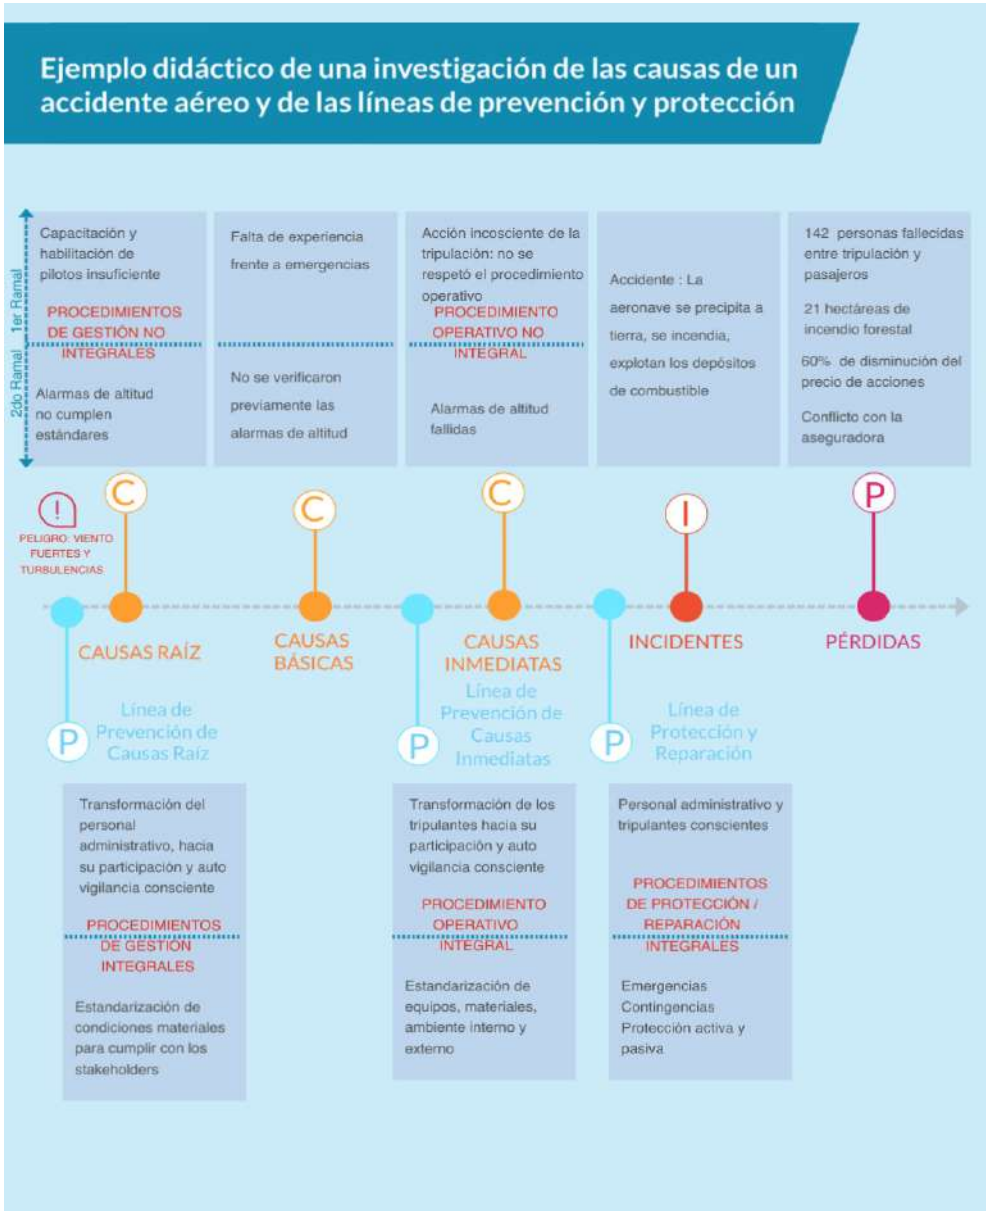 Ejemplo didáctico de una investigación de las causas de un
accidente aéreo y de las líneas de prevención y protección
2do Ramal 1er Ramal
Capacitación y
habilitación de
pilotos insuficiente
PROCEDIMIENTOS
DE GESTIÓN NO
INTEGRALES
Alarmas de altitud
no cumplen
estándares
Falta de experiencia
frente a emergencias
No se verificaron
previamente las
alarmas de altitud
Acción incosciente de la
tripulación: no se
respetó el procedimiento
operativo
PROCEDIMIENTO
OPERATIVO NO
INTEGRAL
Alarmas de altitud
fallidas
Accidente : La
aeronave se precipita a
tierra, se incendia,
explotan los depósitos
de combustible
142 personas fallecidas
entre tripulación y
pasajeros
21 hectáreas de
incendio forestal
60% de disminución del
precio de acciones
Conflicto con la
aseguradora
!
PELIGRO: VIENTO
FUERTES Y
TURBULENCIAS
C
C
C
I
P
CAUSAS RAÍZ
CAUSAS
BÁSICAS
CAUSAS
INMEDIATAS
INCIDENTES
PÉRDIDAS
P
Línea de
Prevención de
Causas Raíz
P
Línea de
Prevención de
Causas
Inmediatas
P
Línea de
Protección y
Reparación
Transformación del
personal
administrativo, hacia
su participación y auto
vigilancia consciente
PROCEDIMIENTOS
DE GESTIÓN
INTEGRALES
Estandarización de
condiciones materiales
para cumplir con los
stakeholders
Transformación de los
tripulantes hacia su
participación y auto
vigilancia consciente
PROCEDIMIENTO
OPERATIVO
INTEGRAL
Estandarización de
equipos, materiales,
ambiente interno y
externo
Personal administrativo y
tripulantes conscientes
PROCEDIMIENTOS
DE PROTECCIÓN /
REPARACIÓN
INTEGRALES
Emergencias
Contingencias
Protección activa y
pasiva